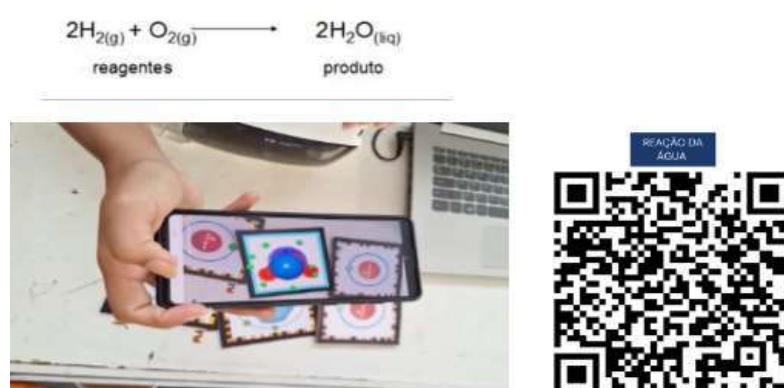 2H₂(g) + O₂(g) ⟶ 2H₂O(liq)
reagentes produto
REAÇÃO DA
ÁGUA